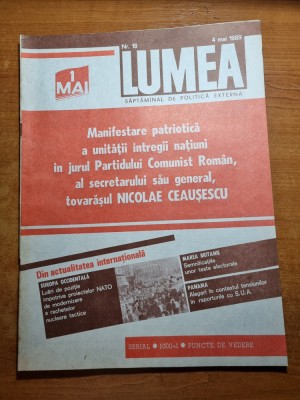 1
MAI
Nr. 18
4 mai 1989
LUMEA
SĂPTĂMÎNAL DE POLITICĂ EXTERNĂ
Manifestare patriotică
a unității întregii națiuni
în jurul Partidului Comunist Român,
al secretarului său general,
tovarășul NICOLAE CEAUȘESCU
Din actualitatea internațională
EUROPA OCCIDENTALĂ
Luări de poziție
împotriva proiectelor NATO
de modernizare
a rachetelor
nucleare tactice
MAREA BRITANIE
Semnificațiile
unor teste electorale
PANAMA
Alegeri în contextul tensiunilor
în raporturile cu S.U.A.
SERIAL • 1000+1 • PUNCTE DE VEDERE